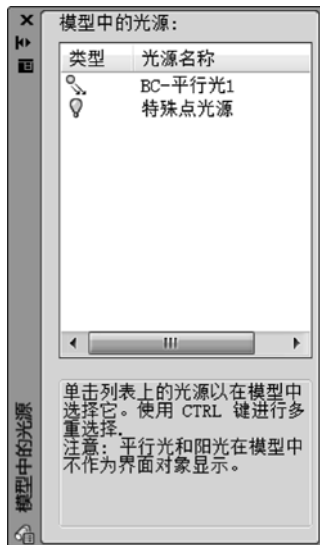 模型中的光源:
类型 光源名称
BC-平行光1
特殊点光源
单击列表上的光源以在模型中
选择它。使用 CTRL 键进行多
重选择.
注意: 平行光和阳光在模型中
不作为界面对象显示。
模型中的光源